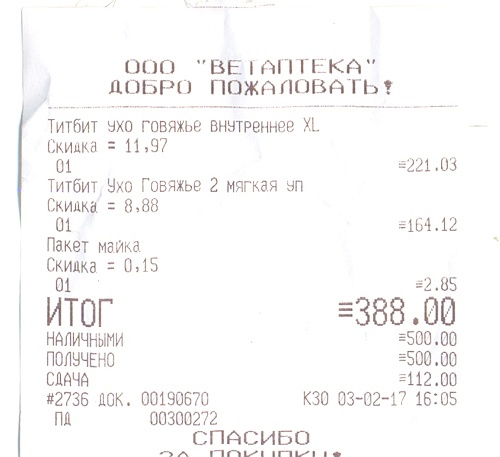 ООО "ВЕТАПТЕКА"
ДОБРО ПОЖАЛОВАТЬ!
Титбит ухо говяжье внутреннее XL
Скидка = 11,97
01 ≡221.03
Титбит Ухо Говяжье 2 мягкая уп
Скидка = 8,88
01 ≡164.12
Пакет майка
Скидка = 0,15
01 ≡2.85
ИТОГ ≡388.00
НАЛИЧНЫМИ ≡500.00
ПОЛУЧЕНО ≡500.00
СДАЧА ≡112.00
#2736 ДОК. 00190670 КЗ0 03-02-17 16:05
ПД 00300272
СПАСИБО
ЗА ПОКУПКУ!